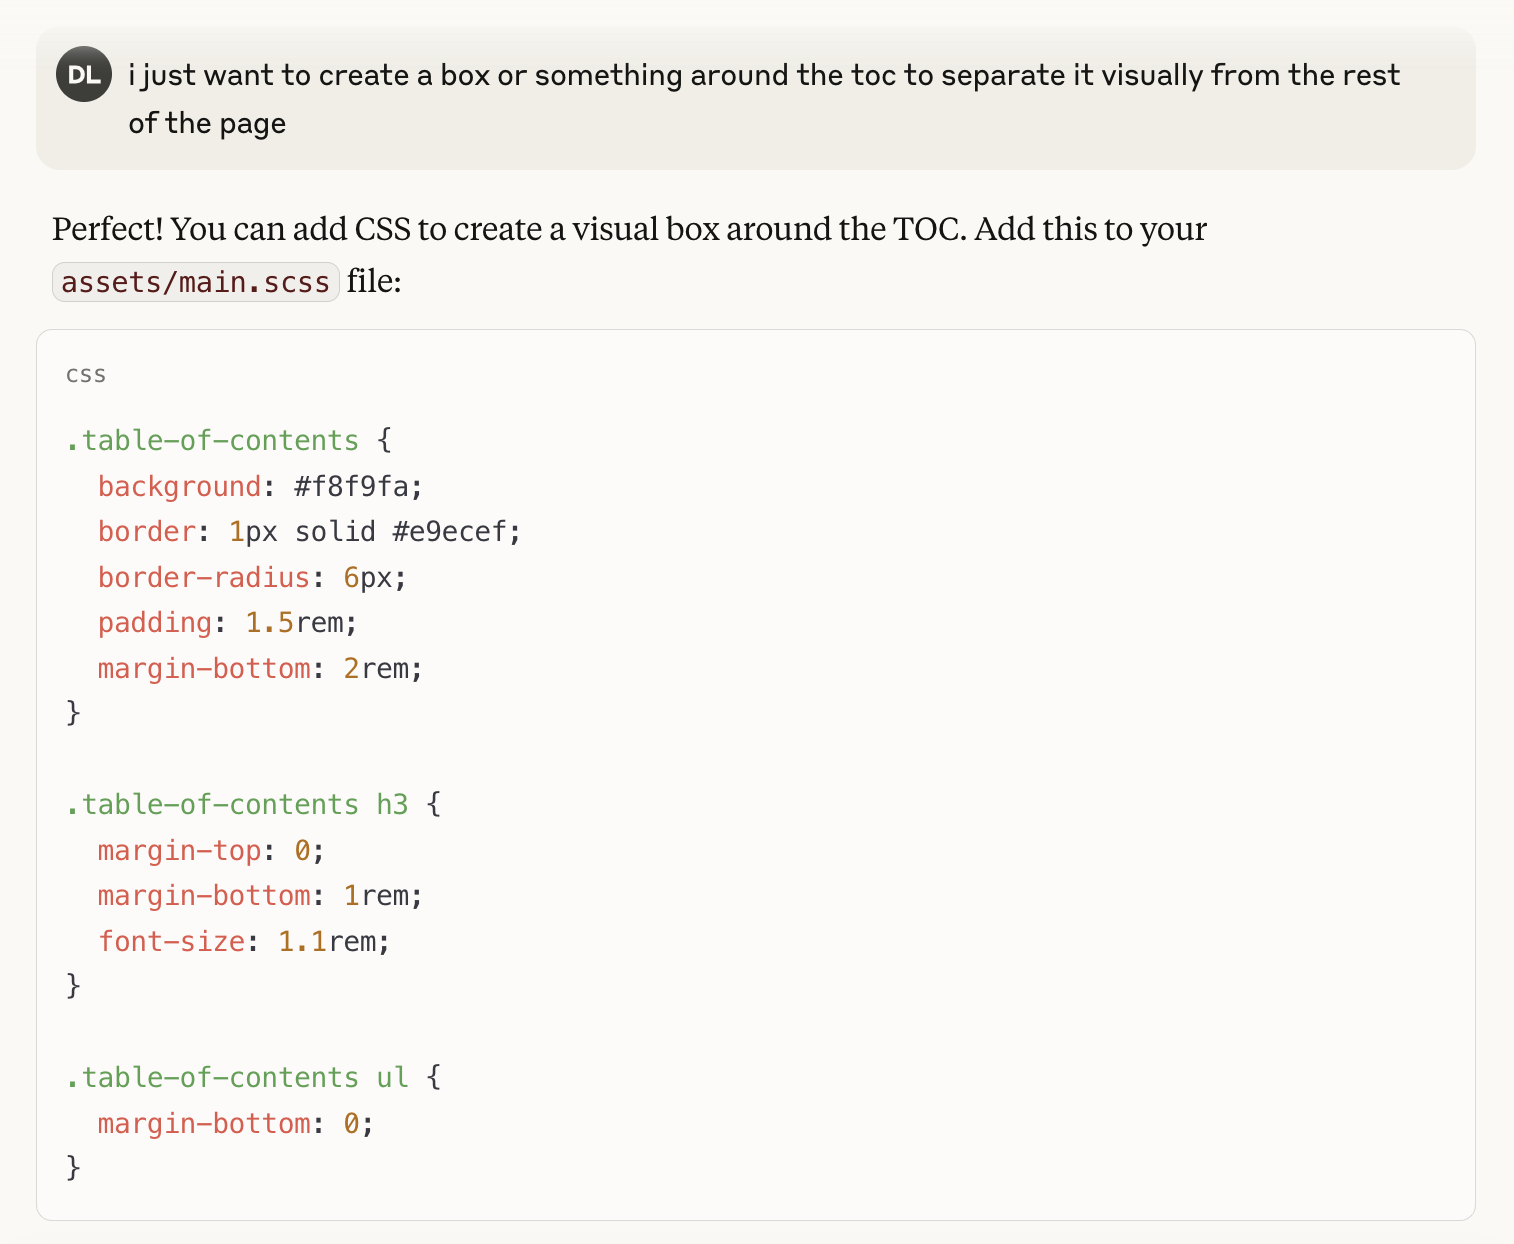 DL
i just want to create a box or something around the toc to separate it visually from the rest
of the page
Perfect! You can add CSS to create a visual box around the TOC. Add this to your
assets/main.scss file:
css
.table-of-contents {
  background: #f8f9fa;
  border: 1px solid #e9ecef;
  border-radius: 6px;
  padding: 1.5rem;
  margin-bottom: 2rem;
}
.table-of-contents h3 {
  margin-top: 0;
  margin-bottom: 1rem;
  font-size: 1.1rem;
}
.table-of-contents ul {
  margin-bottom: 0;
}